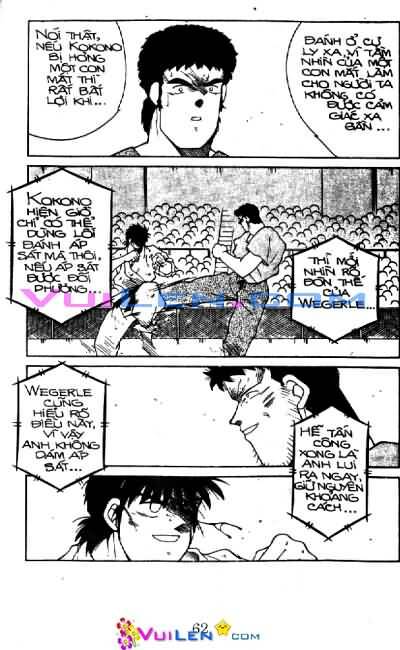 NÓI THẬT,
NẾU KOKONO
BỊ HỎNG
MỘT CON
MẮT THÌ
RẤT BẤT
LỢI KHI...
ĐÁNH Ở CỰ
LY XA, VÌ TẦM
NHÌN CỦA MỘT
CON MẮT LÀM
CHO NGƯỜI TA
KHÔNG CÓ
ĐƯỢC CẢM
GIÁC XA
GẦN...
KOKONO
HIỆN GIỜ,
CHỈ CÓ THỂ
DÙNG LỐI
ĐÁNH ÁP
SÁT MÀ THÔI,
NẾU ÁP SÁT
ĐƯỢC ĐỐI
PHƯƠNG
THÌ MỚI
NHÌN RÕ
ĐÒN THẾ
CỦA
WEGERLE...
VUILEN.COM
WEGERLE
CŨNG
HIỂU RÕ
ĐIỀU NÀY,
VÌ VẬY
ANH KHÔNG
DÁM ÁP
SÁT...
HỄ TẤN
CÔNG
XONG LÀ
ANH LUI
RA NGAY,
GIỮ NGUYÊN
KHOẢNG
CÁCH...
62
VUILEN.COM